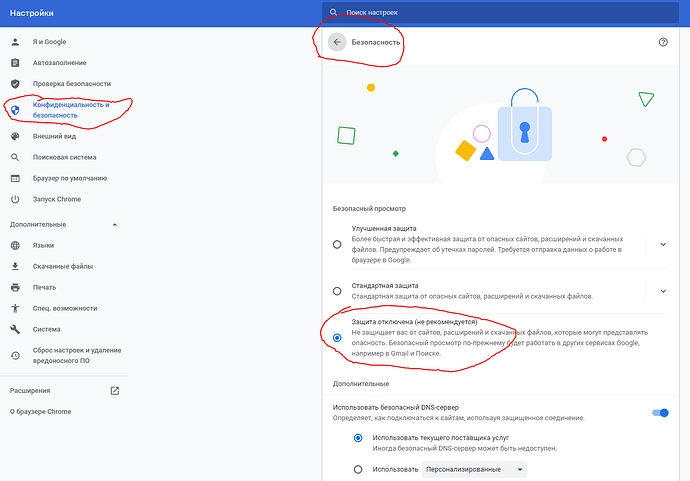 Настройки
Поиск настроек
Я и Google
Автозаполнение
Проверка безопасности
Конфиденциальность и
безопасность
Внешний вид
Поисковая система
Браузер по умолчанию
Запуск Chrome
Дополнительные
Языки
Скачанные файлы
Печать
Спец. возможности
Система
Сброс настроек и удаление
вредоносного ПО
Расширения
О браузере Chrome
Безопасность
Безопасный просмотр
Улучшенная защита
Более быстрая и эффективная защита от опасных сайтов, расширений и скачанных
файлов. Предупреждает об утечках паролей. Требуется отправка данных о работе в
браузере в Google.
Стандартная защита
Стандартная защита от опасных сайтов, расширений и скачанных файлов.
Защита отключена (не рекомендуется)
Не защищает вас от сайтов, расширений и скачанных файлов, которые могут представлять
опасность. Безопасный просмотр по-прежнему будет работать в других сервисах Google,
например в Gmail и Поиске.
Дополнительные
Использовать безопасный DNS-сервер
Определяет, как подключаться к сайтам, используя защищенное соединение.
Использовать текущего поставщика услуг
Иногда безопасный DNS-сервер может быть недоступен.
Использовать Персонализированные